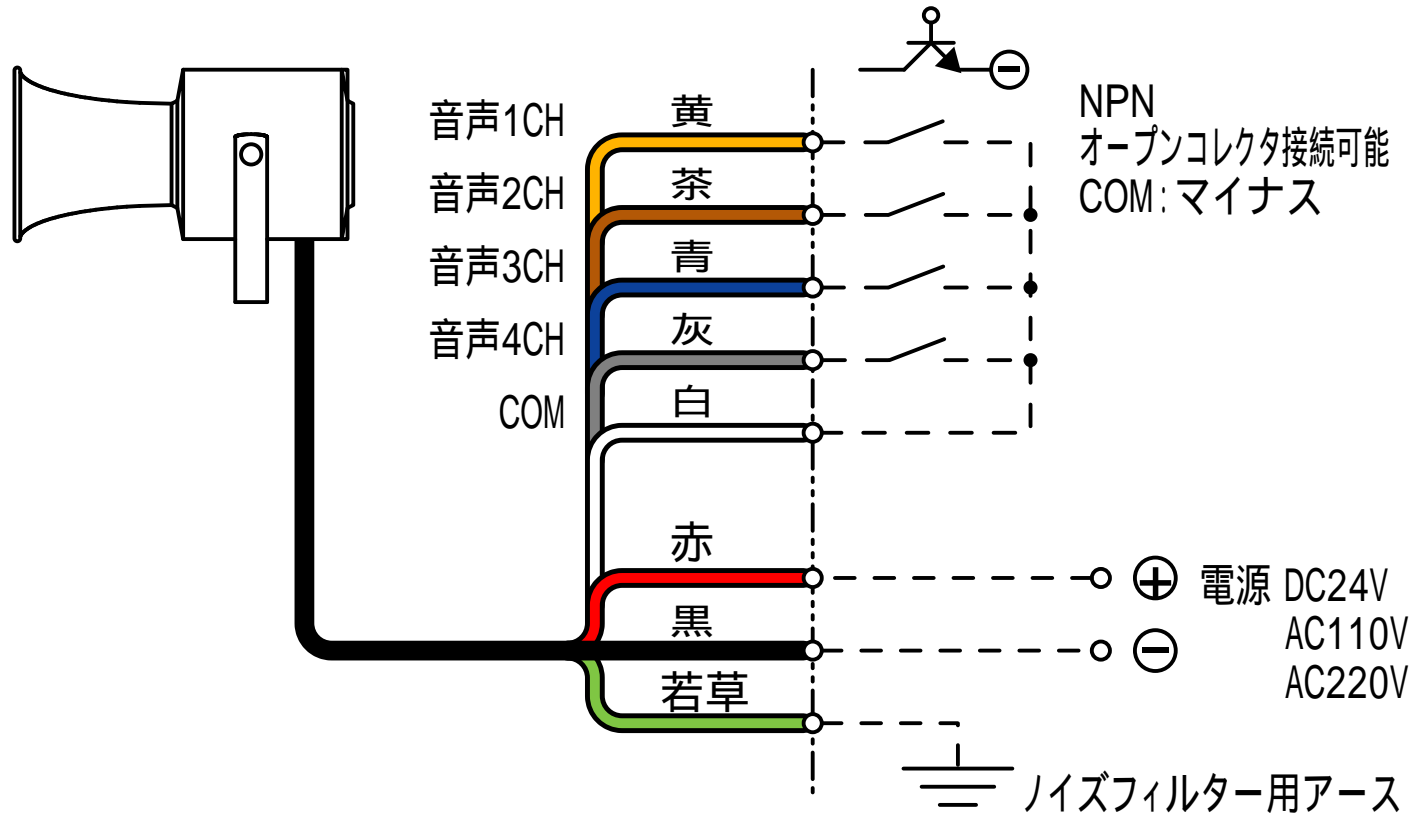 音声1CH
黄
NPN
オープンコレクタ接続可能
COM:マイナス
音声2CH
茶
音声3CH
青
音声4CH
灰
COM
白
赤
電源 DC24V
AC110V
AC220V
黒
若草
ノイズフィルター用アース